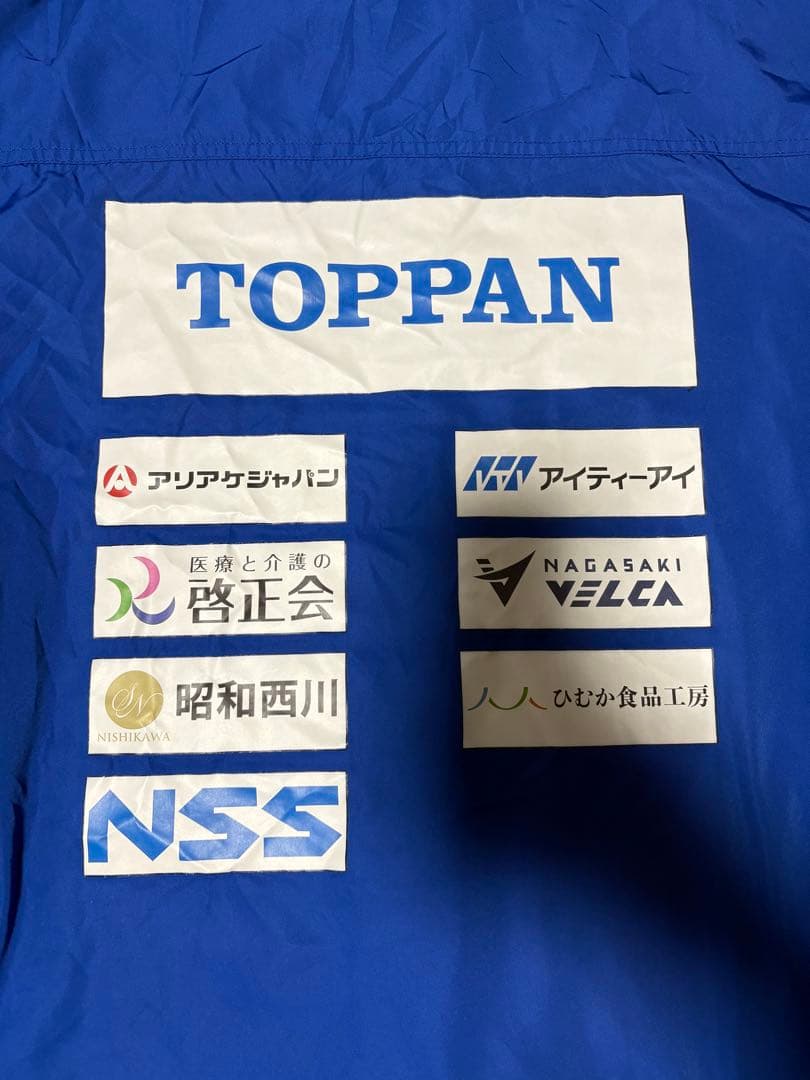 TOPPAN
アリアケジャパン
アイティーアイ
医療と介護の
啓正会
NAGASAKI
VELCA
SN
NISHIKAWA
昭和西川
ひむか食品工房
NSS